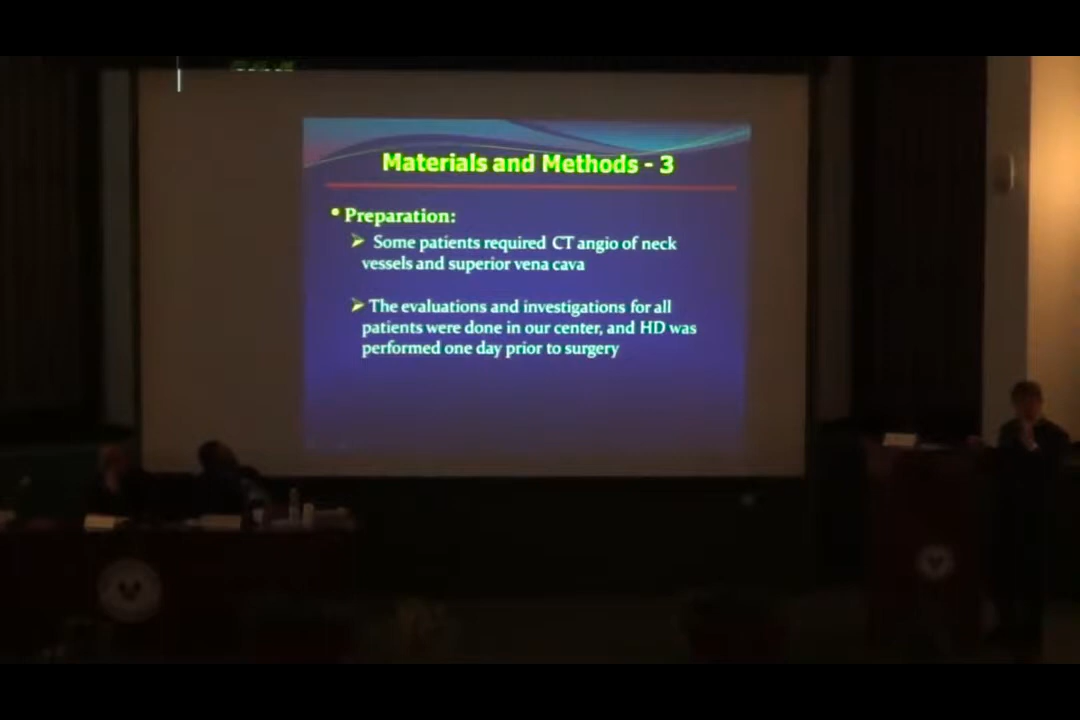 Materials and Methods - 3
• Preparation:
➢ Some patients required CT angio of neck
vessels and superior vena cava
➢ The evaluations and investigations for all
patients were done in our center, and HD was
performed one day prior to surgery